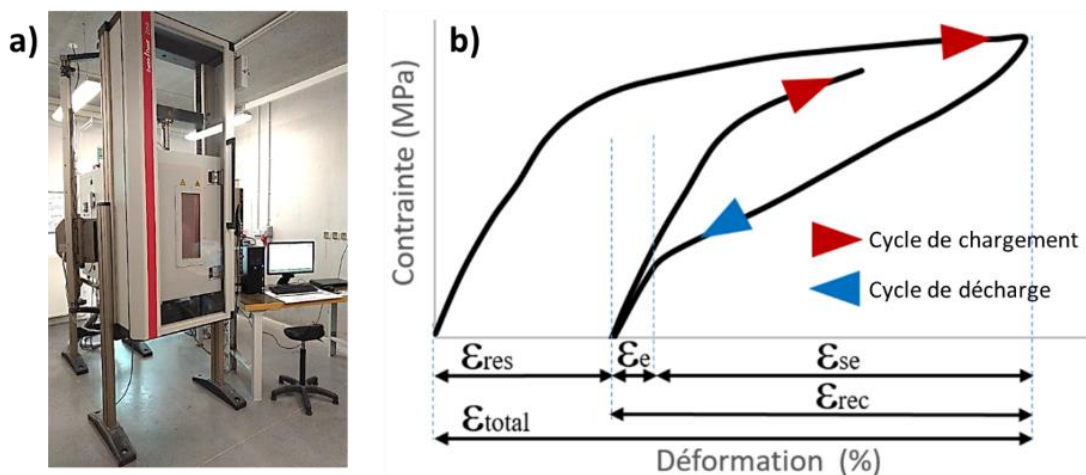 a)
b)
Contrainte (MPa)
Cycle de chargement
Cycle de décharge
εres
εe
εse
εrec
εtotal
Déformation (%)